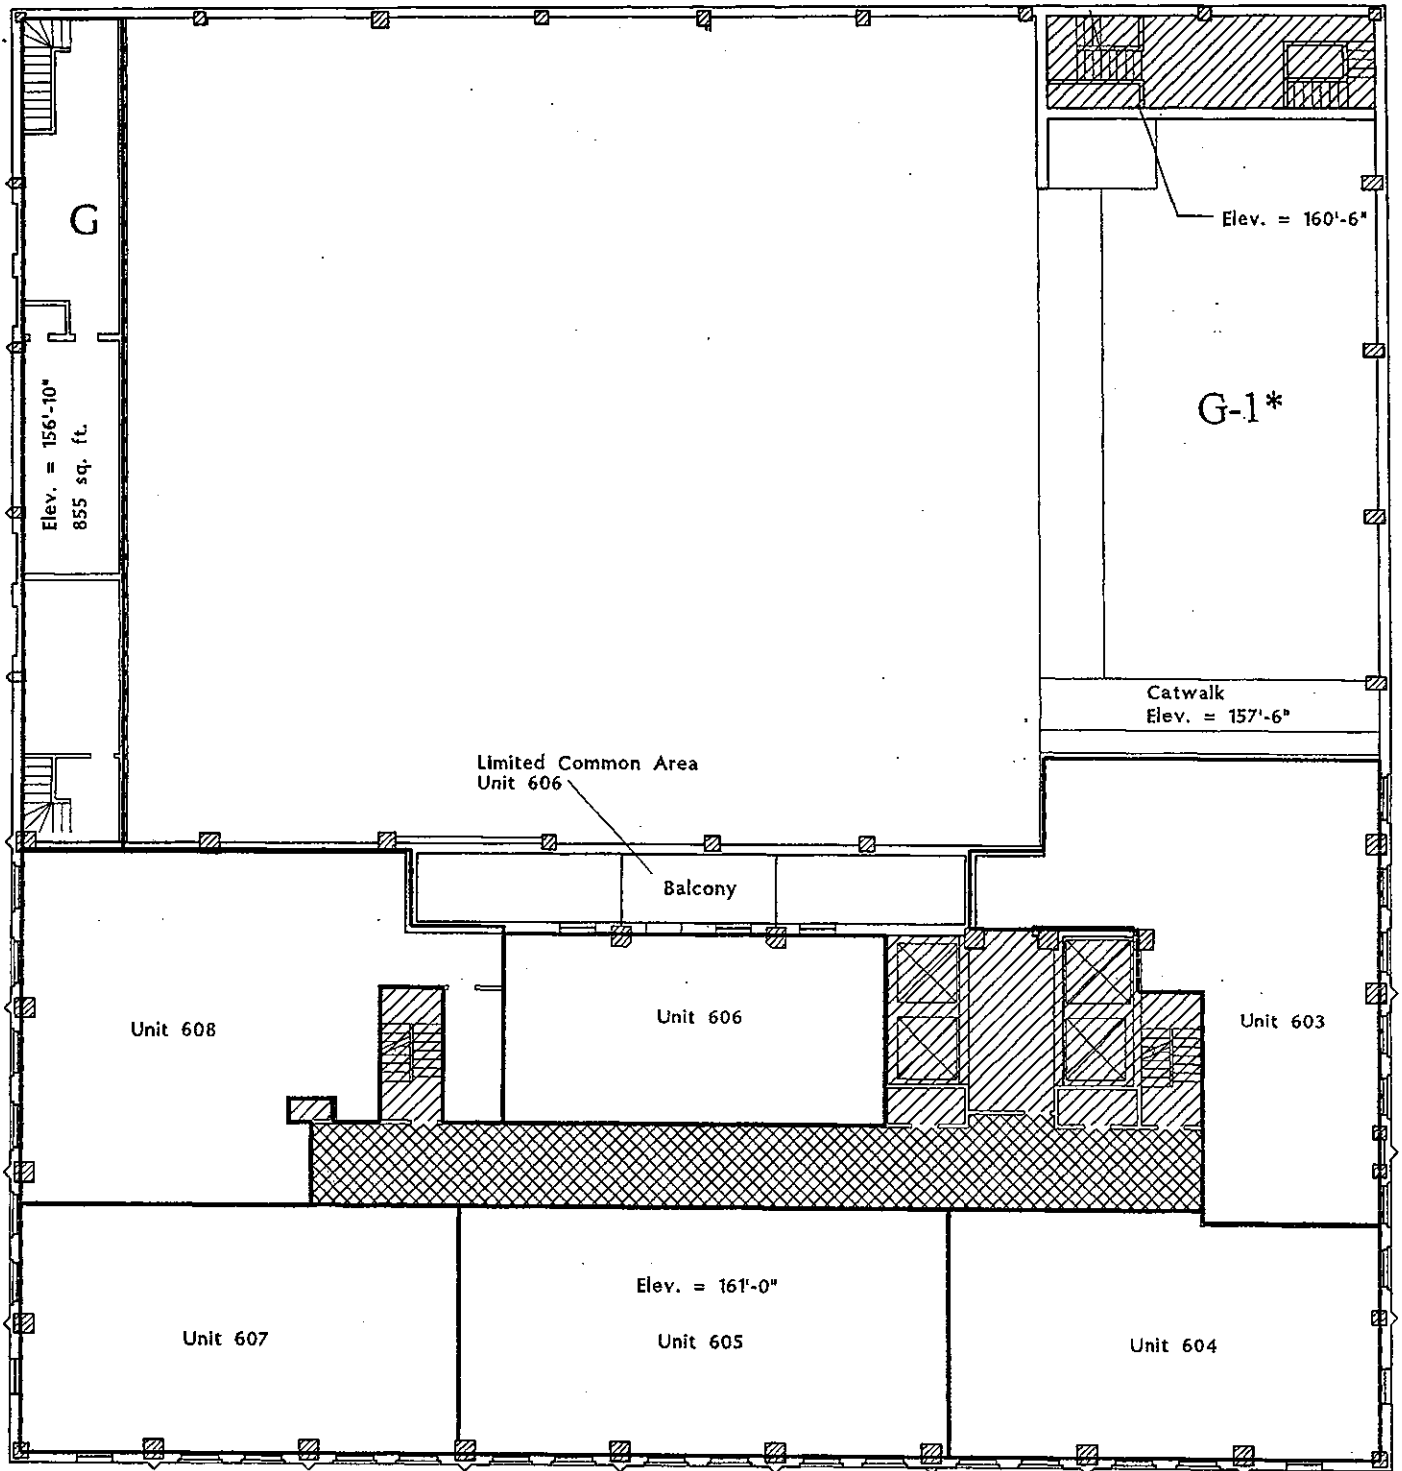 G
Elev. = 160'-6"
Elev. = 156'-10"
855 sq. ft.
G-1*
Catwalk
Elev. = 157'-6"
Limited Common Area
Unit 606
Balcony
Unit 608
Unit 606
Unit 603
Elev. = 161'-0"
Unit 607
Unit 605
Unit 604